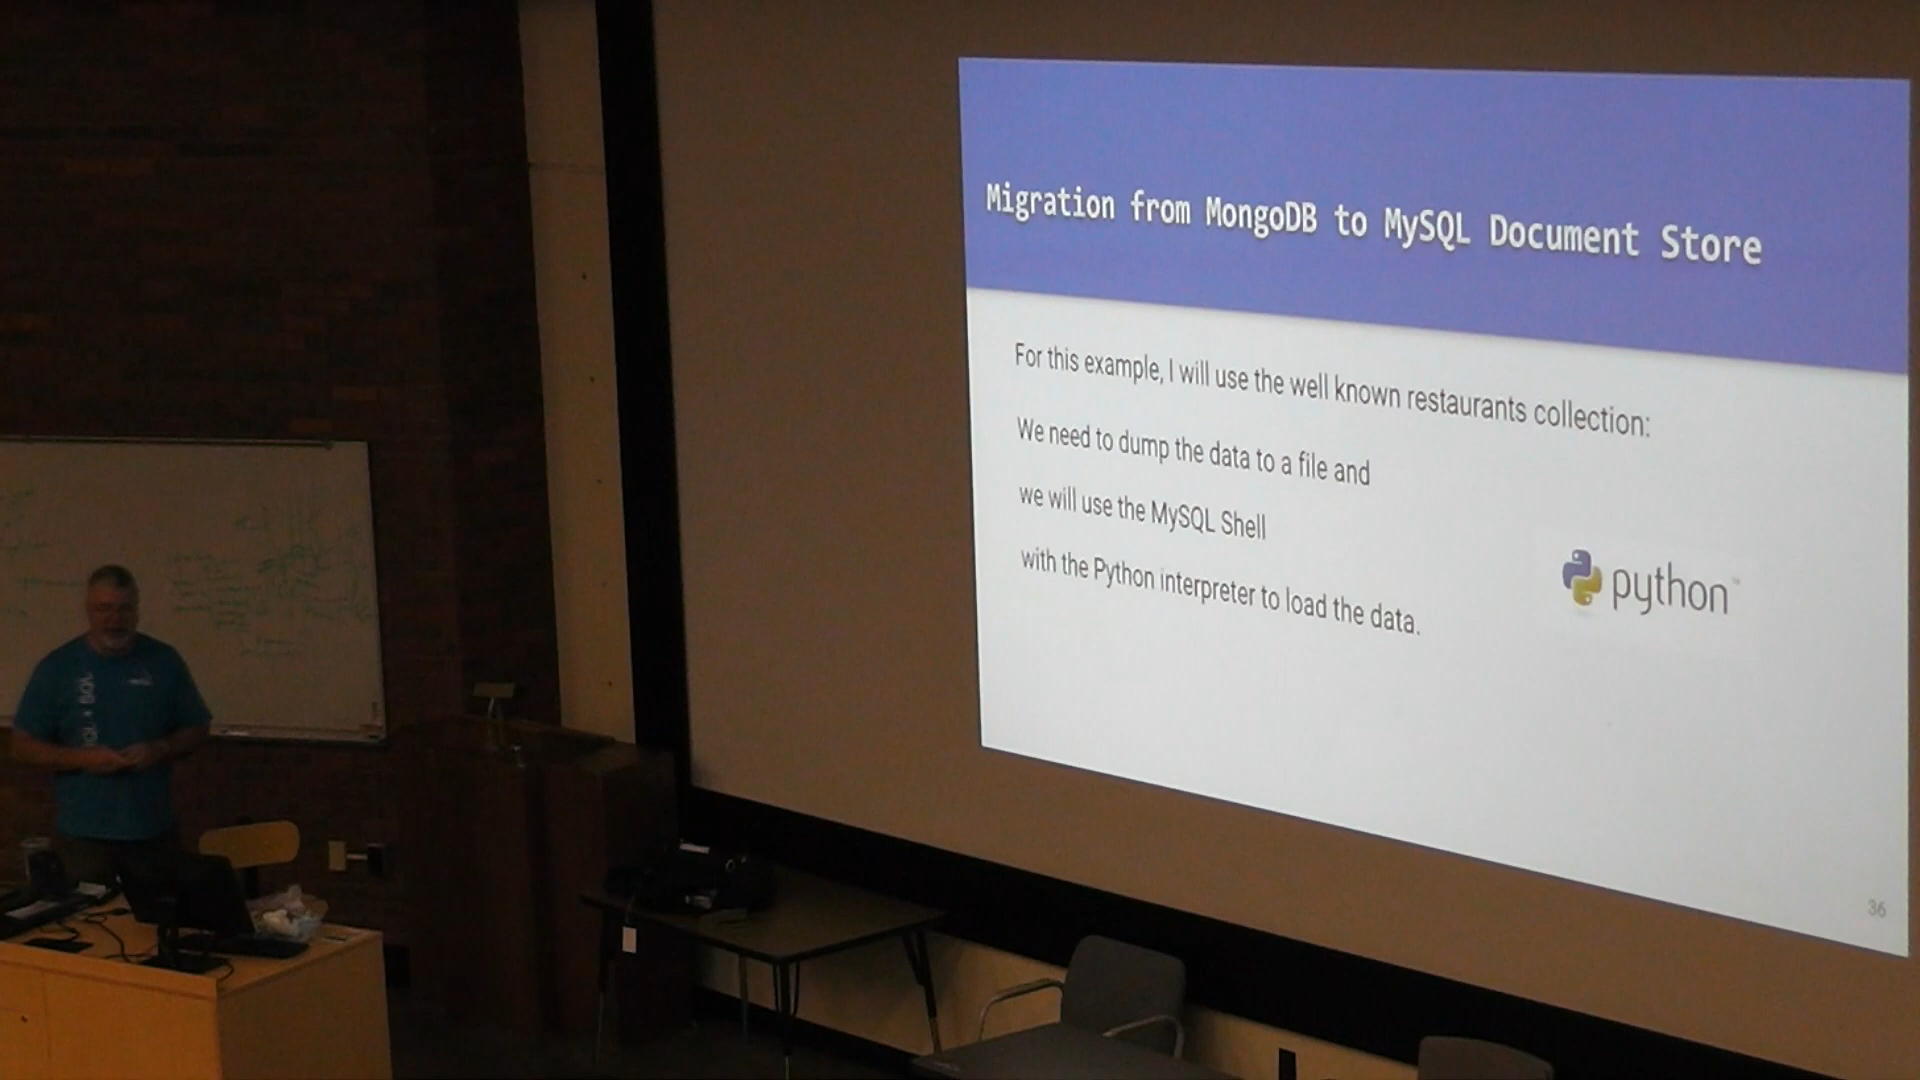 Migration from MongoDB to MySQL Document Store
For this example, I will use the well known restaurants collection:
We need to dump the data to a file and
we will use the MySQL Shell
with the Python interpreter to load the data.
python
36